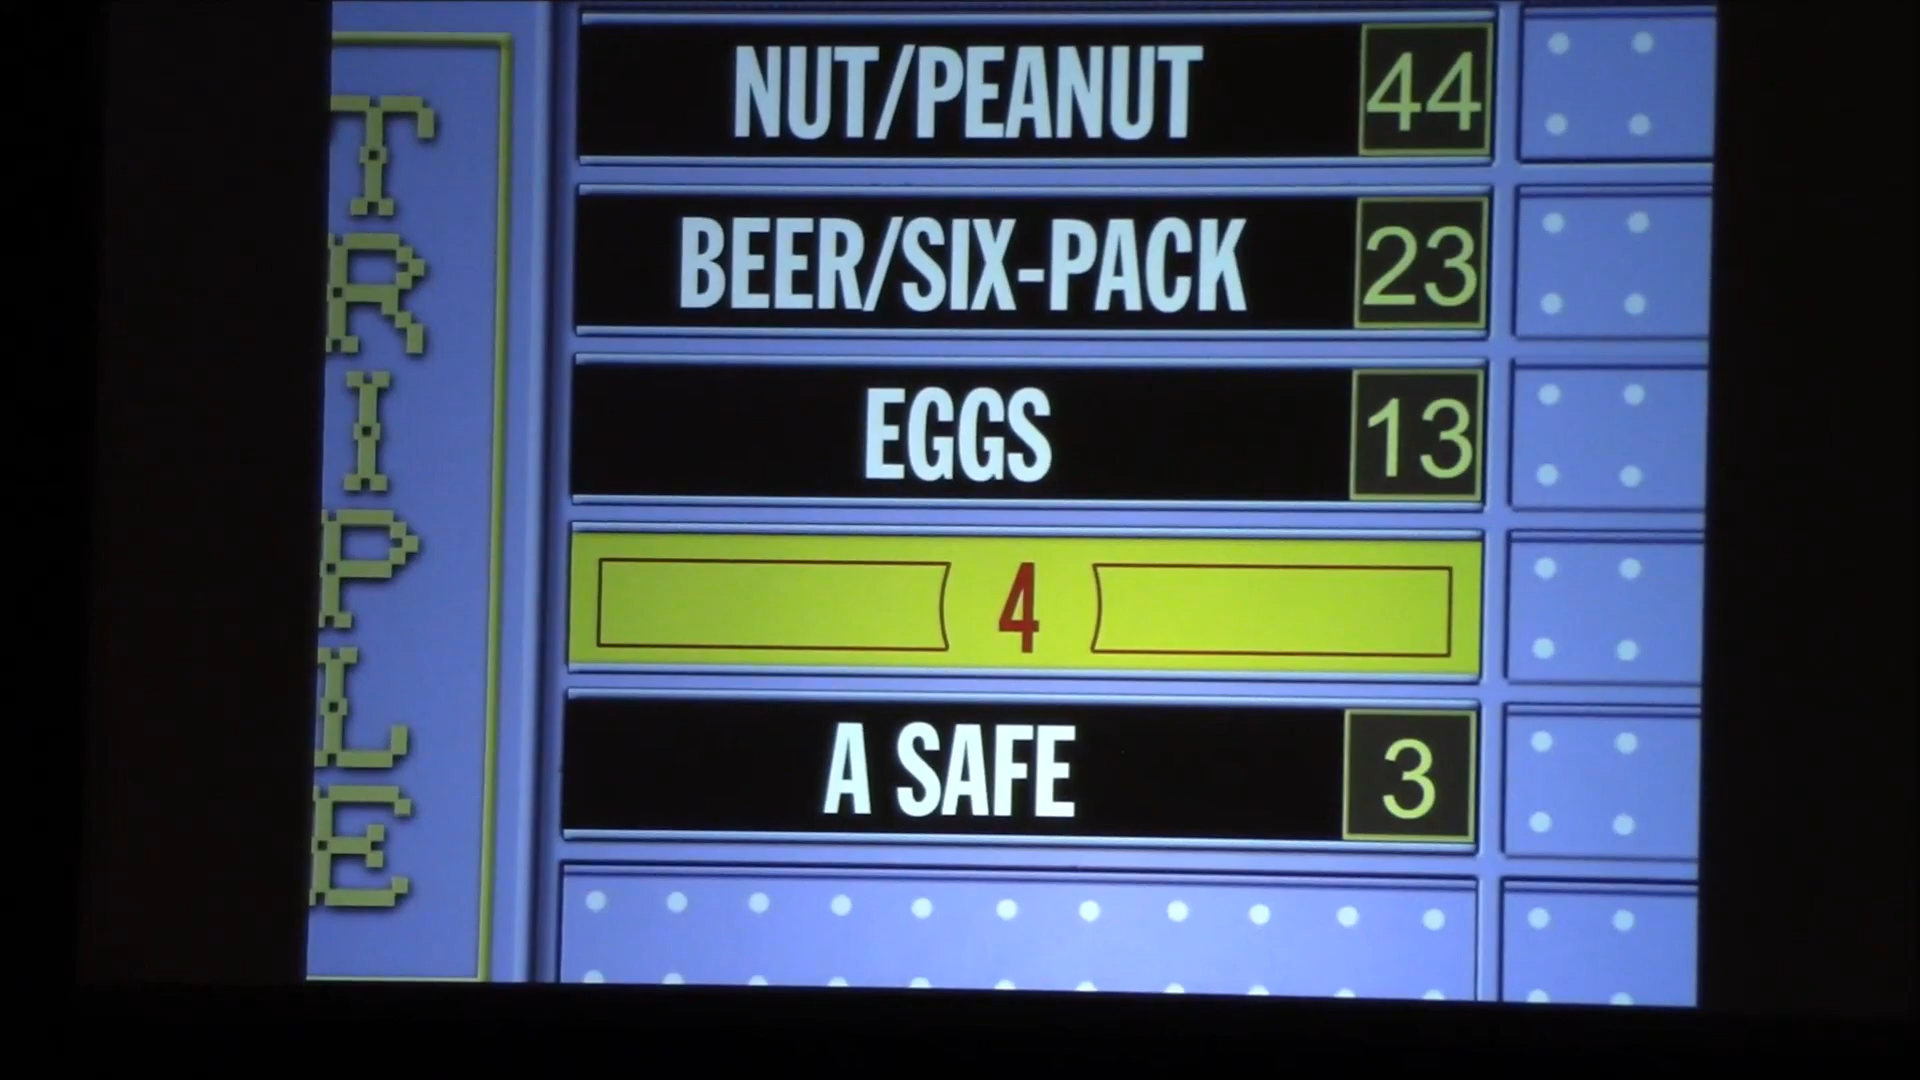 TRIPLE
NUT/PEANUT 44
BEER/SIX-PACK 23
EGGS 13
4
A SAFE 3